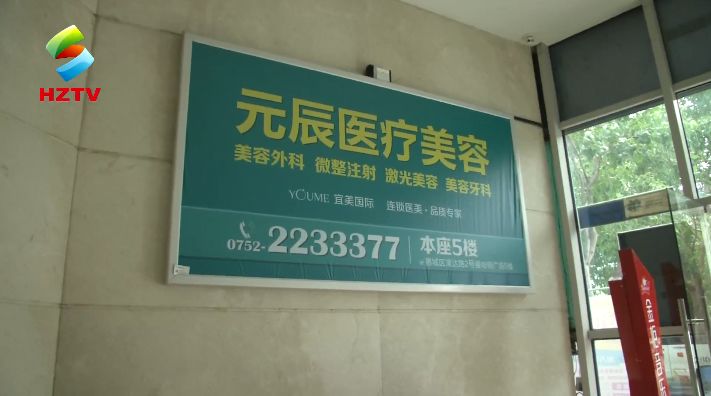 HZTV
元辰医疗美容
美容外科 微整注射 激光美容 美容牙科
YOUME 宜美国际 连锁医美·品质专家
0752-2233377
本座5楼